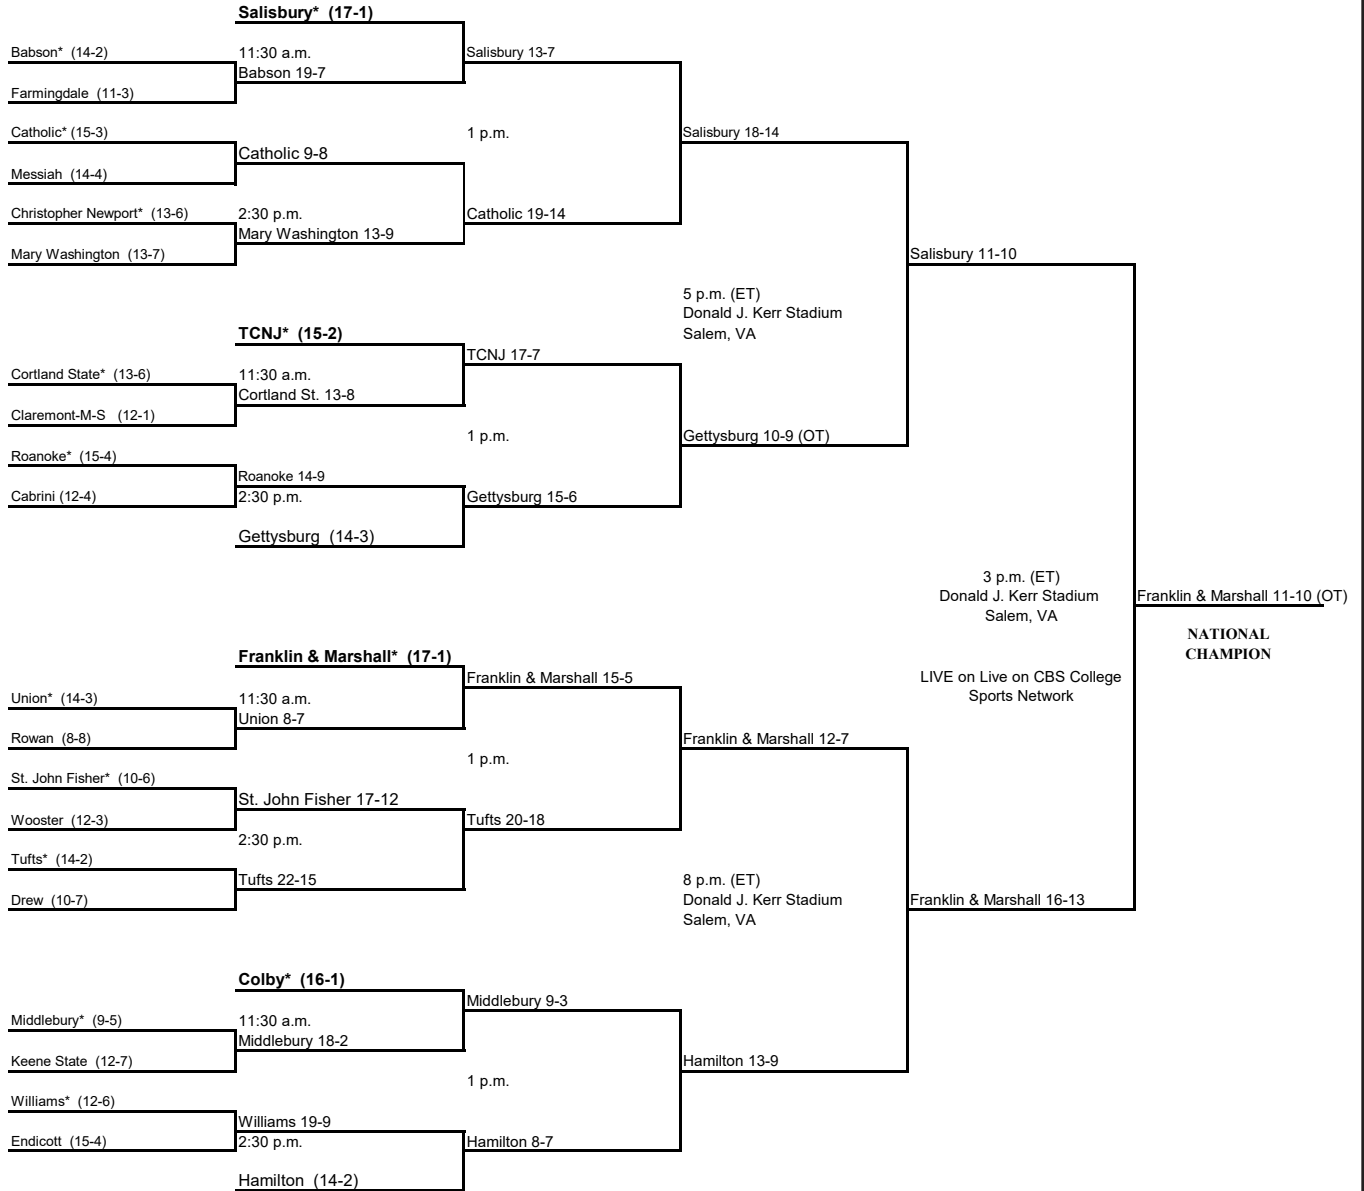 Salisbury* (17-1)
Babson* (14-2)
11:30 a.m.
Salisbury 13-7
Babson 19-7
Farmingdale (11-3)
Catholic* (15-3)
1 p.m.
Salisbury 18-14
Catholic 9-8
Messiah (14-4)
Christopher Newport* (13-6)
2:30 p.m.
Catholic 19-14
Mary Washington 13-9
Mary Washington (13-7)
Salisbury 11-10
5 p.m. (ET)
Donald J. Kerr Stadium
Salem, VA
TCNJ* (15-2)
TCNJ 17-7
Cortland State* (13-6)
11:30 a.m.
Cortland St. 13-8
Claremont-M-S (12-1)
1 p.m.
Gettysburg 10-9 (OT)
Roanoke* (15-4)
Roanoke 14-9
Cabrini (12-4)
2:30 p.m.
Gettysburg 15-6
Gettysburg (14-3)
3 p.m. (ET)
Donald J. Kerr Stadium
Salem, VA
Franklin & Marshall 11-10 (OT)
NATIONAL
CHAMPION
LIVE on Live on CBS College
Sports Network
Franklin & Marshall* (17-1)
Franklin & Marshall 15-5
Union* (14-3)
11:30 a.m.
Union 8-7
Rowan (8-8)
Franklin & Marshall 12-7
1 p.m.
St. John Fisher* (10-6)
St. John Fisher 17-12
Wooster (12-3)
Tufts 20-18
2:30 p.m.
Tufts* (14-2)
Tufts 22-15
Drew (10-7)
8 p.m. (ET)
Donald J. Kerr Stadium
Salem, VA
Franklin & Marshall 16-13
Colby* (16-1)
Middlebury 9-3
Middlebury* (9-5)
11:30 a.m.
Middlebury 18-2
Keene State (12-7)
Hamilton 13-9
1 p.m.
Williams* (12-6)
Williams 19-9
Endicott (15-4)
2:30 p.m.
Hamilton 8-7
Hamilton (14-2)